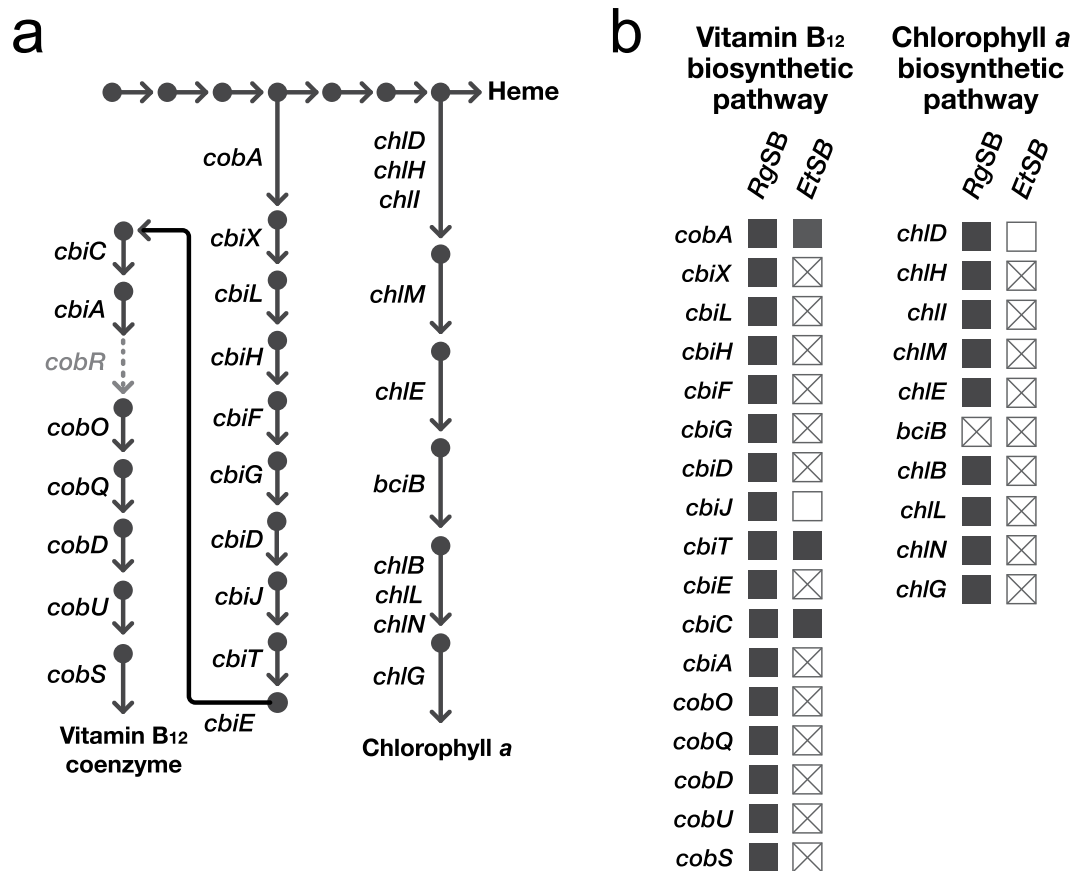 a
Heme
cobA
cbiX
cbiL
cbiH
cbiF
cbiG
cbiD
cbiJ
cbiT
cbiE
cbiC
cbiA
cobR
cobO
cobQ
cobD
cobU
cobS
Vitamin B12
coenzyme
chlD
chlH
chlI
chlM
chlE
bciB
chlB
chlL
chlN
chlG
Chlorophyll a
b
Vitamin B12
biosynthetic
pathway
RgSB EtSB
cobA
cbiX
cbiL
cbiH
cbiF
cbiG
cbiD
cbiJ
cbiT
cbiE
cbiC
cbiA
cobO
cobQ
cobD
cobU
cobS
Chlorophyll a
biosynthetic
pathway
RgSB EtSB
chlD
chlH
chlI
chlM
chlE
bciB
chlB
chlL
chlN
chlG